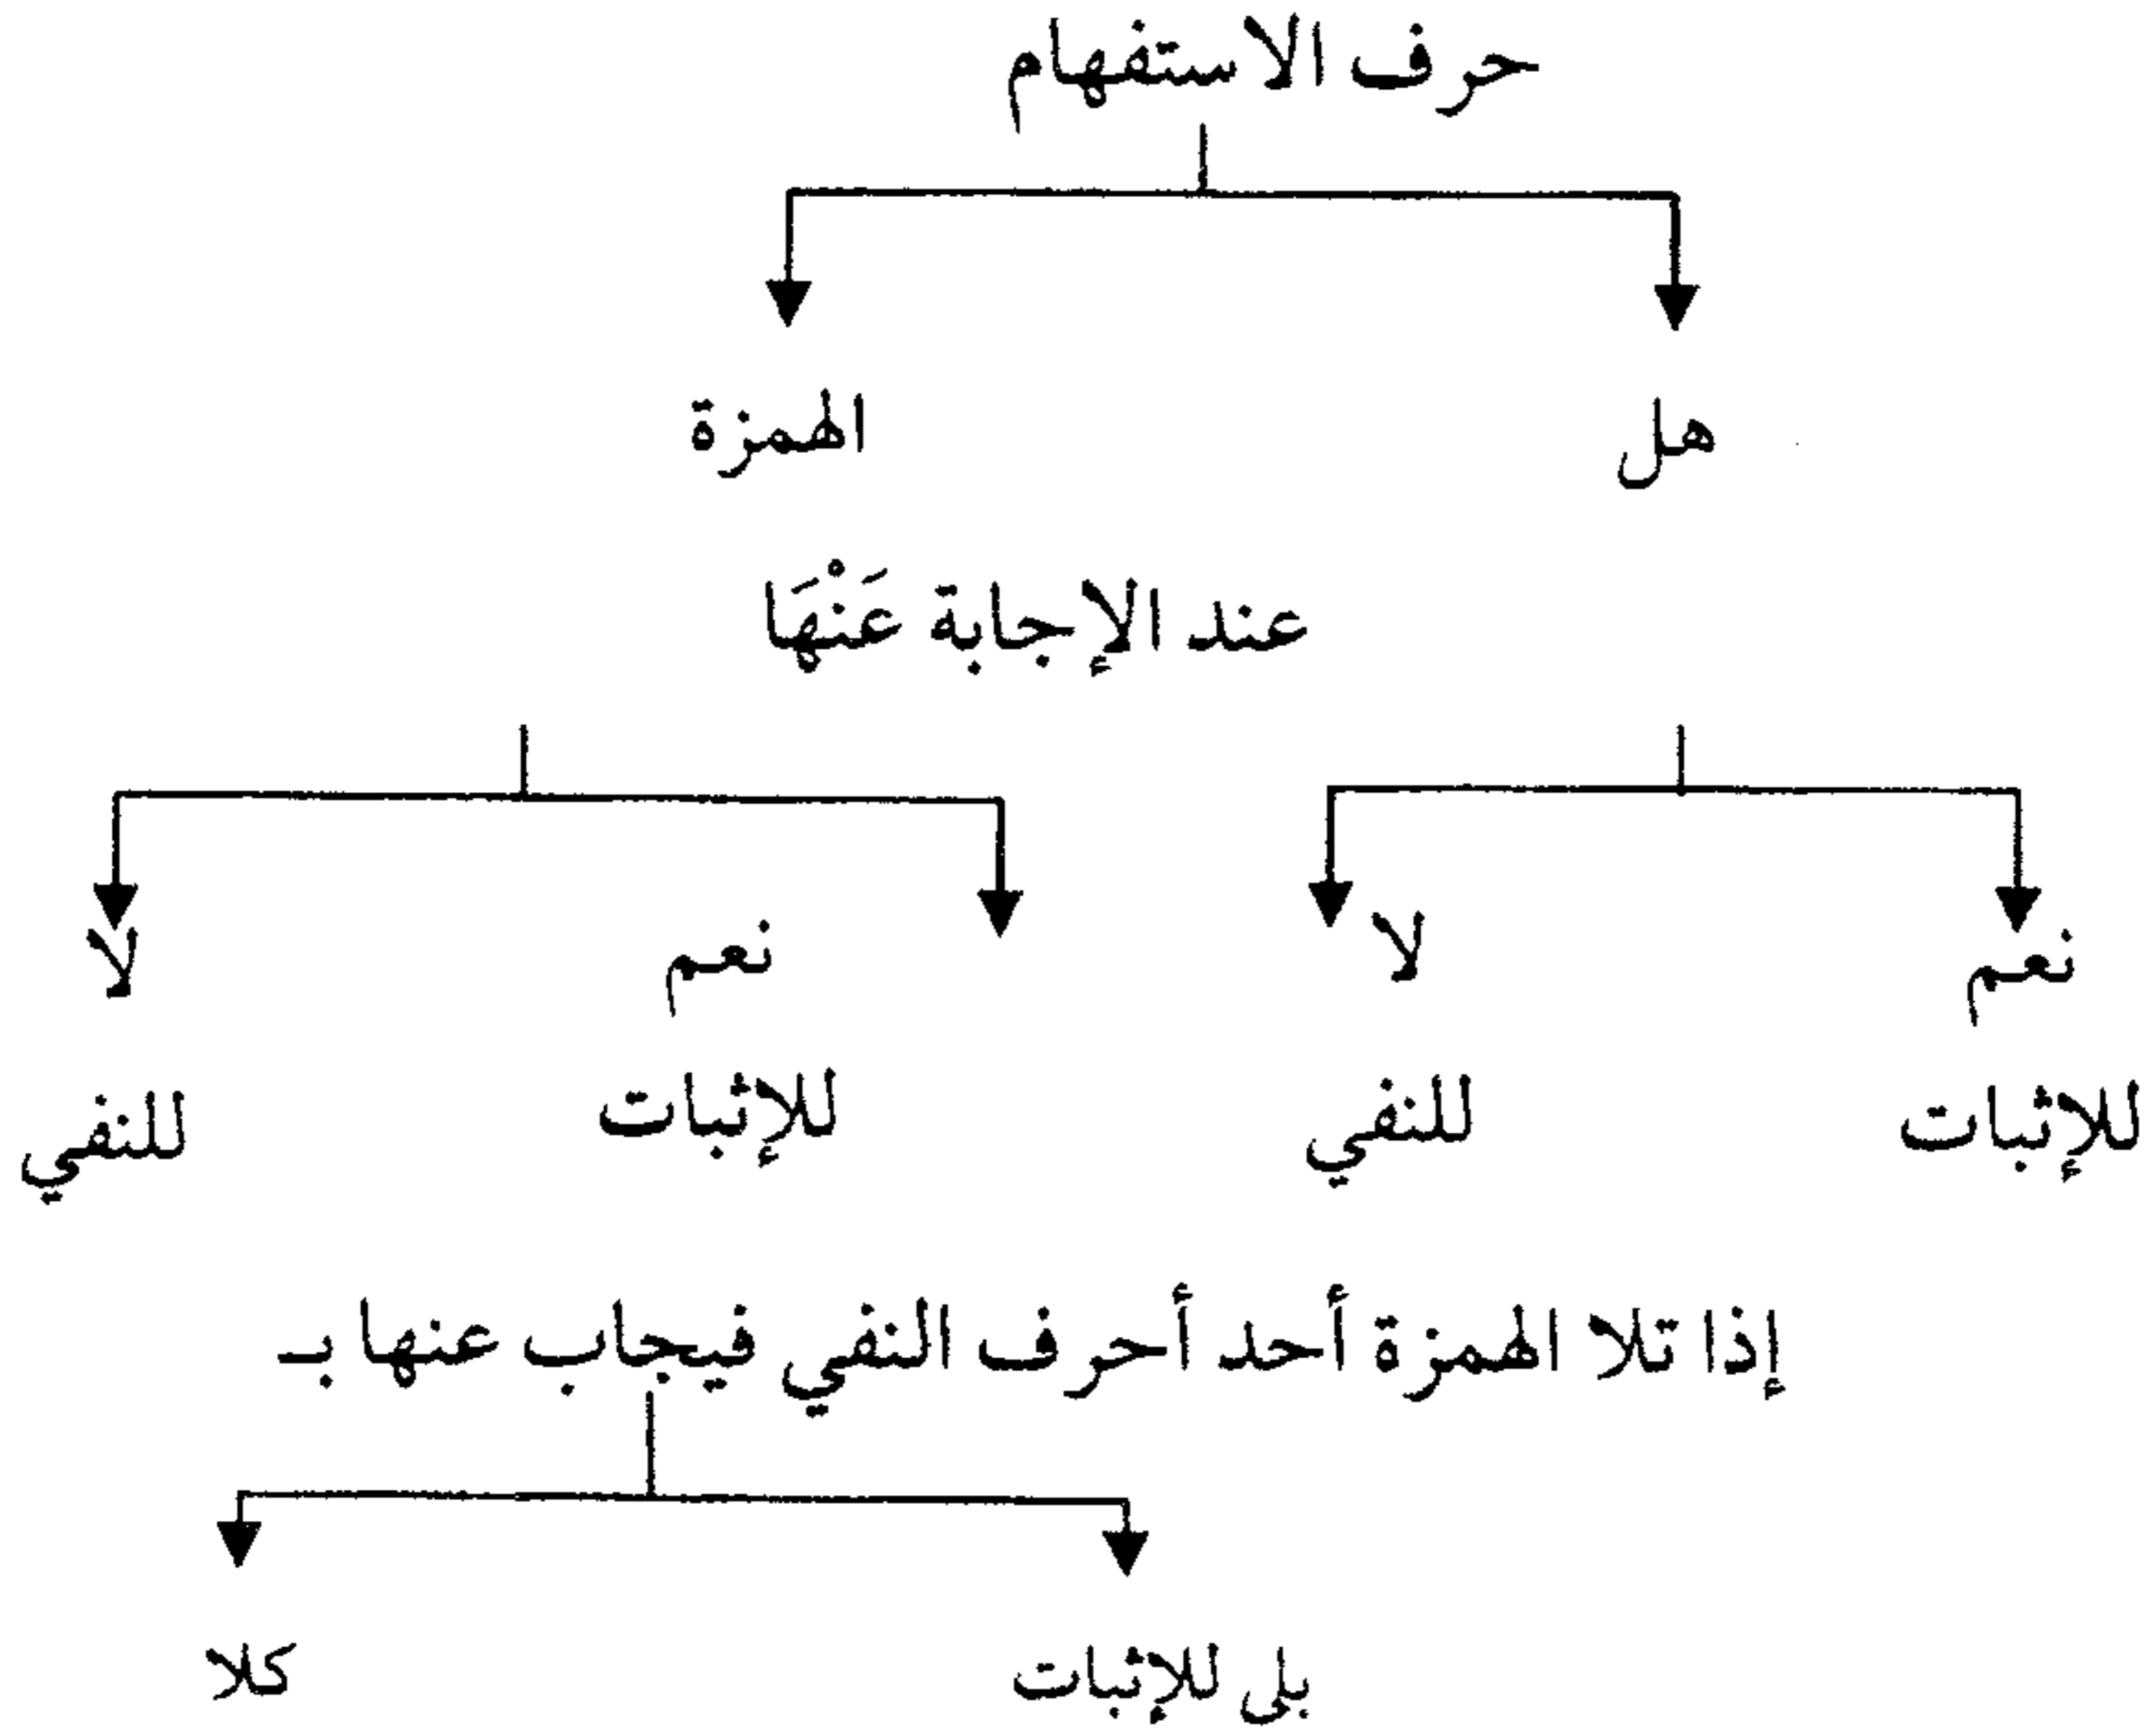 حرف الاستفهام
هل الهمزة
عند الإجابة عَنْهَا
نعم لا نعم لا
للإثبات للنفي للإثبات للنفي
إذا تلا الهمزة أحد أحرف النفي فيجاب عنها بـ
بلى للإثبات كلا